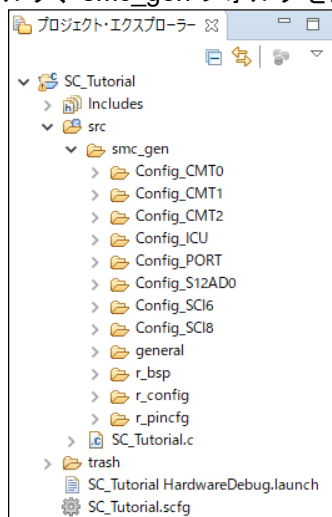 プロジェクト・エクスプローラー
SC_Tutorial
Includes
src
smc_gen
Config_CMT0
Config_CMT1
Config_CMT2
Config_ICU
Config_PORT
Config_S12AD0
Config_SCI6
Config_SCI8
general
r_bsp
r_config
r_pincfg
SC_Tutorial.c
trash
SC_Tutorial HardwareDebug.launch
SC_Tutorial.scfg